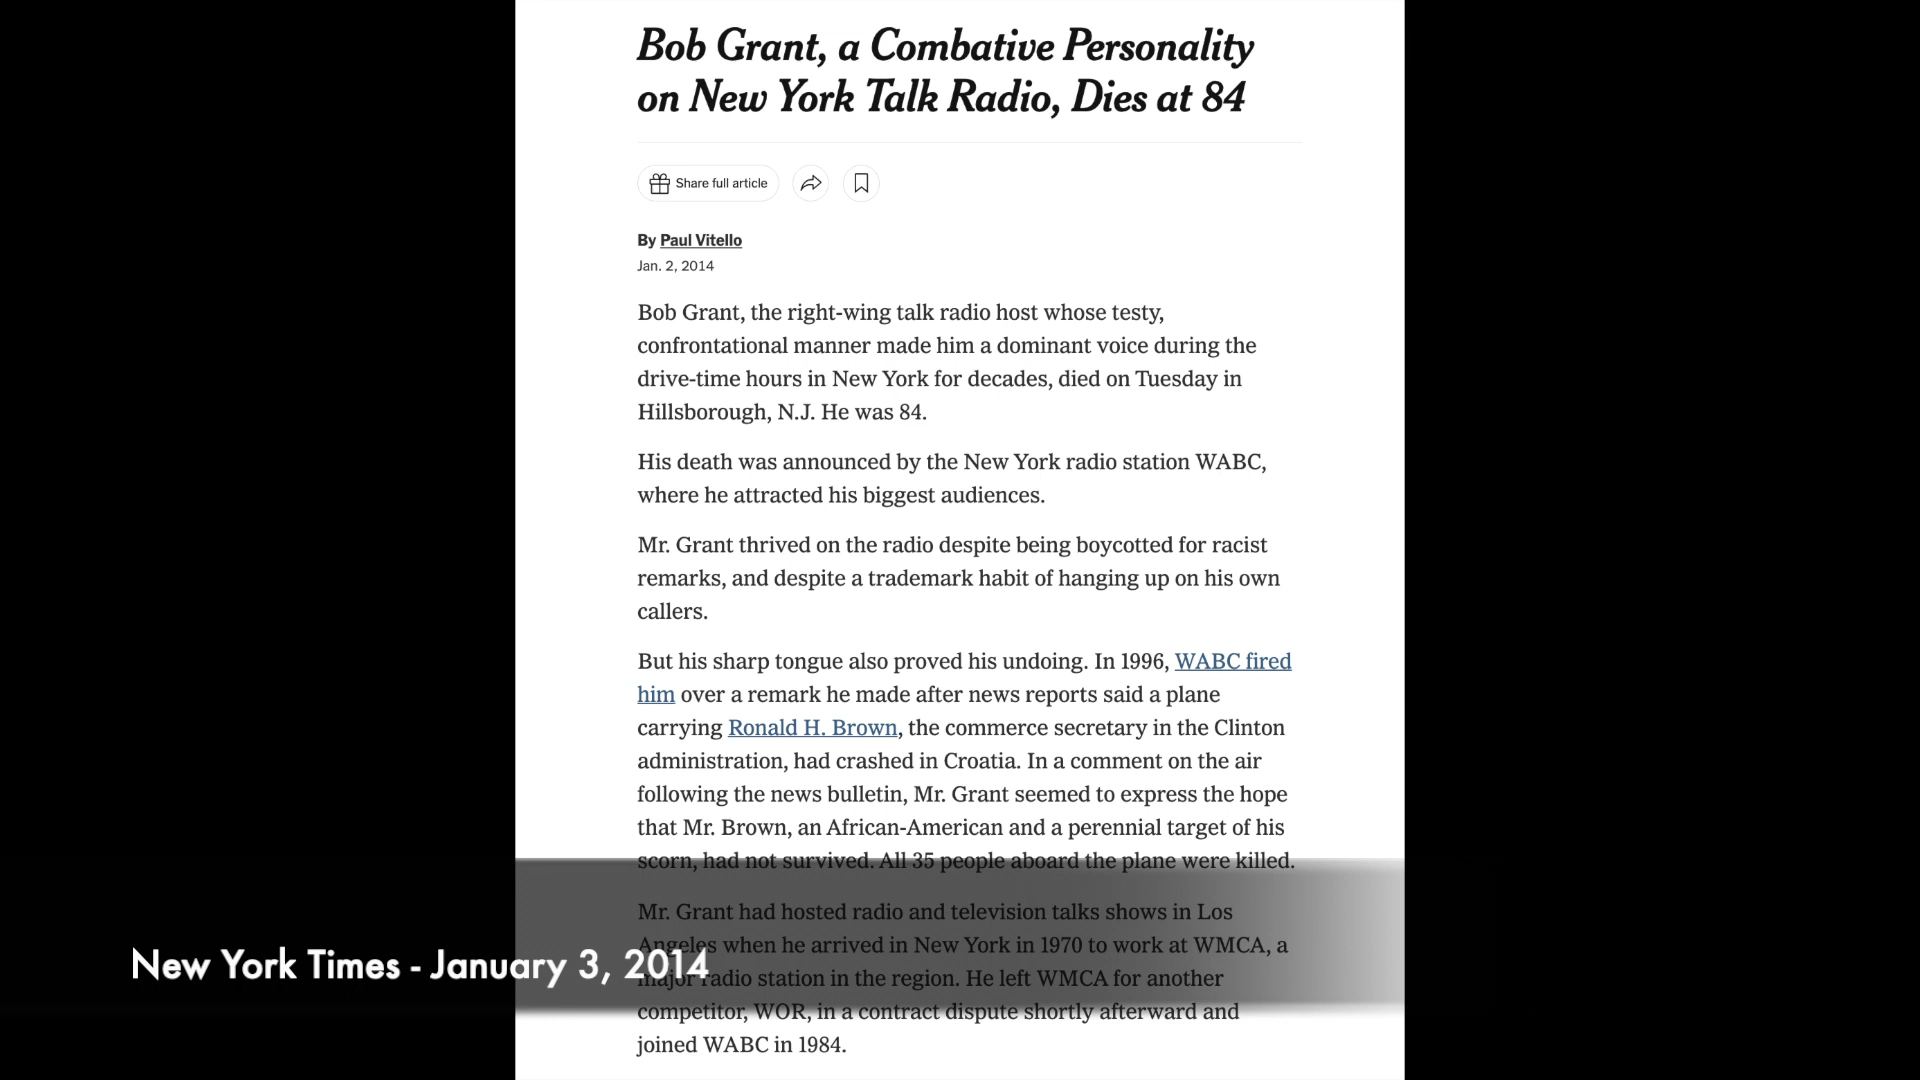 Bob Grant, a Combative Personality
on New York Talk Radio, Dies at 84
Share full article
By Paul Vitello
Jan. 2, 2014
Bob Grant, the right-wing talk radio host whose testy,
confrontational manner made him a dominant voice during the
drive-time hours in New York for decades, died on Tuesday in
Hillsborough, N.J. He was 84.
His death was announced by the New York radio station WABC,
where he attracted his biggest audiences.
Mr. Grant thrived on the radio despite being boycotted for racist
remarks, and despite a trademark habit of hanging up on his own
callers.
But his sharp tongue also proved his undoing. In 1996, WABC fired
him over a remark he made after news reports said a plane
carrying Ronald H. Brown, the commerce secretary in the Clinton
administration, had crashed in Croatia. In a comment on the air
following the news bulletin, Mr. Grant seemed to express the hope
that Mr. Brown, an African-American and a perennial target of his
scorn, had not survived. All 35 people aboard the plane were killed.
Mr. Grant had hosted radio and television talks shows in Los
Angeles when he arrived in New York in 1970 to work at WMCA, a
major radio station in the region. He left WMCA for another
competitor, WOR, in a contract dispute shortly afterward and
joined WABC in 1984.
New York Times - January 3, 2014